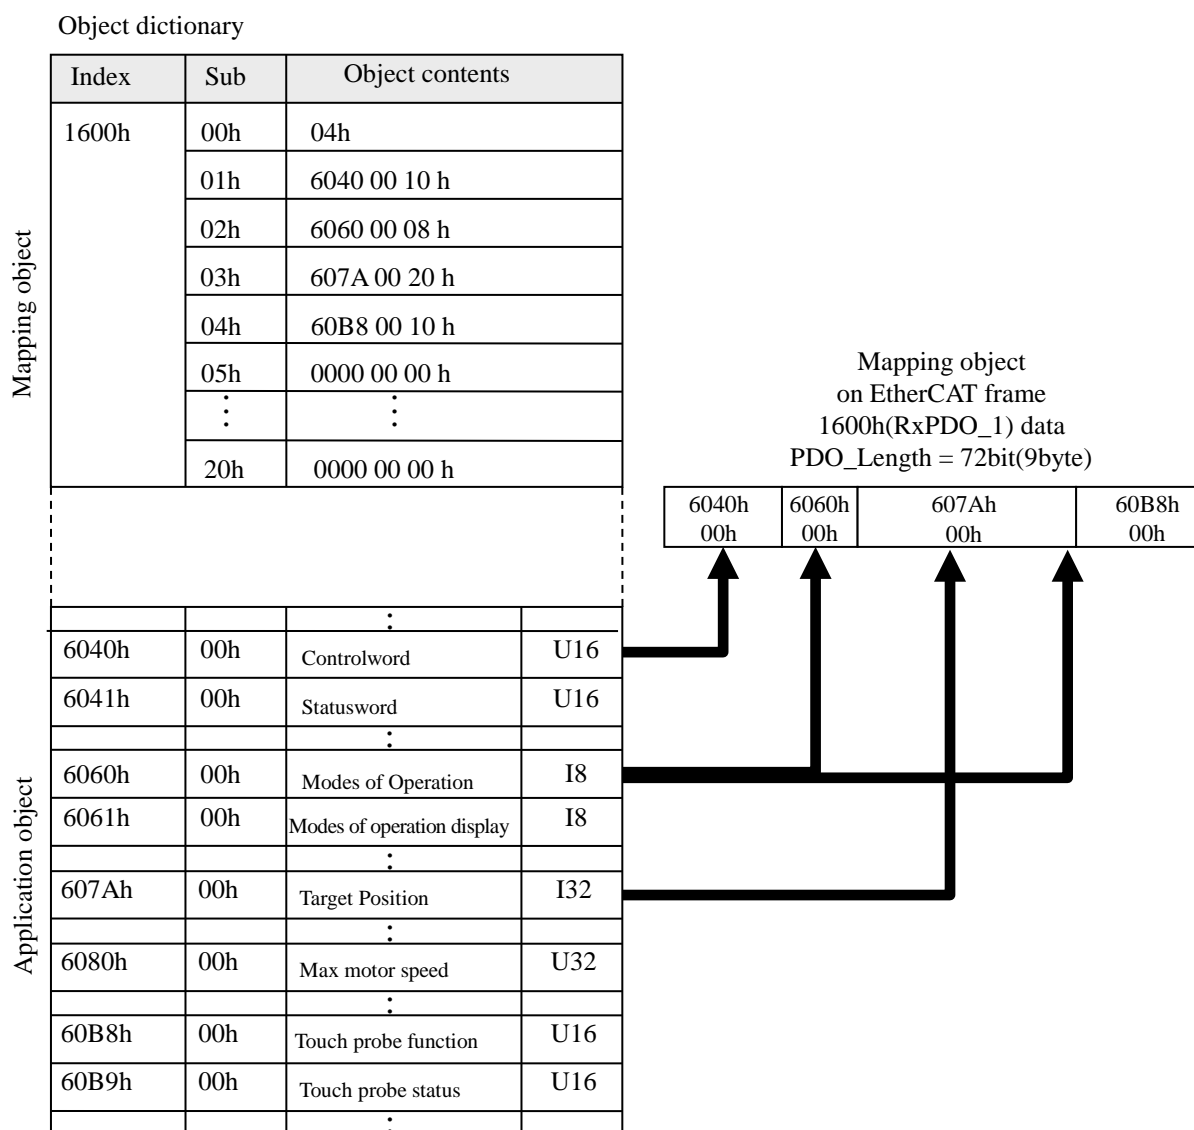 Object dictionary
Index Sub Object contents
Mapping object
1600h 00h 04h
01h 6040 00 10 h
02h 6060 00 08 h
03h 607A 00 20 h
04h 60B8 00 10 h
05h 0000 00 00 h
20h 0000 00 00 h
Mapping object
on EtherCAT frame
1600h(RxPDO_1) data
PDO_Length = 72bit(9byte)
6040h 6060h 607Ah 60B8h
00h 00h 00h 00h
Application object
6040h 00h Controlword U16
6041h 00h Statusword U16
6060h 00h Modes of Operation I8
6061h 00h Modes of operation display I8
607Ah 00h Target Position I32
6080h 00h Max motor speed U32
60B8h 00h Touch probe function U16
60B9h 00h Touch probe status U16